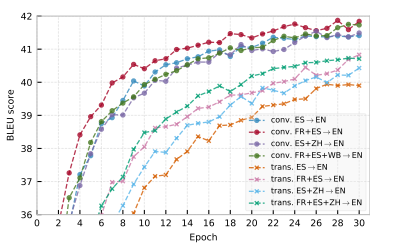 BLEU score
42
41
40
39
38
37
36
0
2
4
6
8
10
12
14
16
18
20
22
24
26
28
30
Epoch
conv. ES→EN
conv. FR+ES→EN
conv. ES+ZH→EN
conv. FR+ES+WB→EN
trans. ES→EN
trans. FR+ES→EN
trans. ES+ZH→EN
trans. FR+ES+ZH→EN